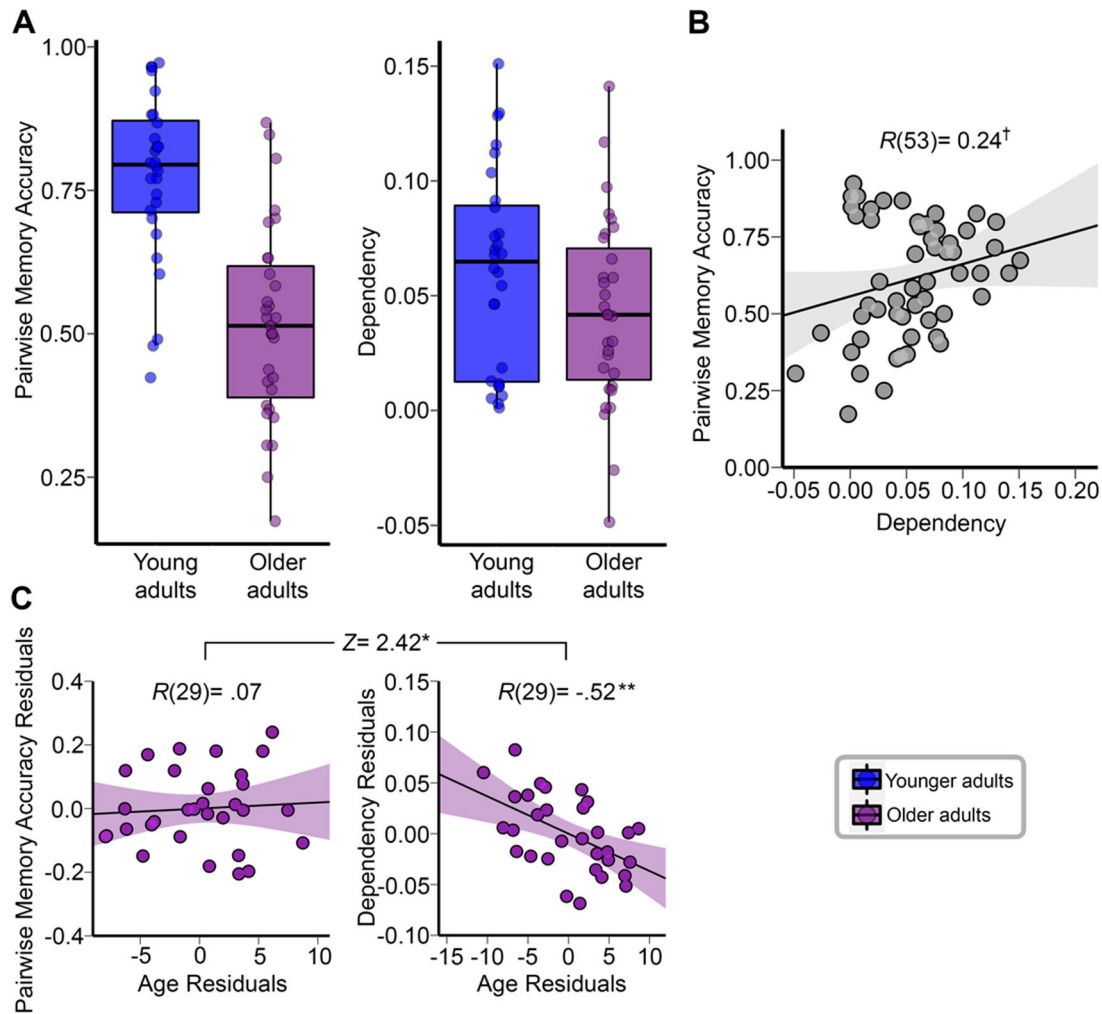 A
B
Pairwise Memory Accuracy
1.00
0.75
0.50
0.25
Young
adults
Older
adults
Dependency
0.15
0.10
0.05
0.00
-0.05
Young
adults
Older
adults
R(53)= 0.24†
Pairwise Memory Accuracy
1.00
0.75
0.50
0.25
0.00
-0.05 0.00 0.05 0.10 0.15 0.20
Dependency
C
Z= 2.42*
Pairwise Memory Accuracy Residuals
0.4
0.2
0.0
-0.2
-0.4
R(29)= .07
-5 0 5 10
Age Residuals
Dependency Residuals
0.15
0.10
0.05
0.00
-0.05
-0.10
R(29)= -.52**
-15 -10 -5 0 5 10
Age Residuals
Younger adults
Older adults